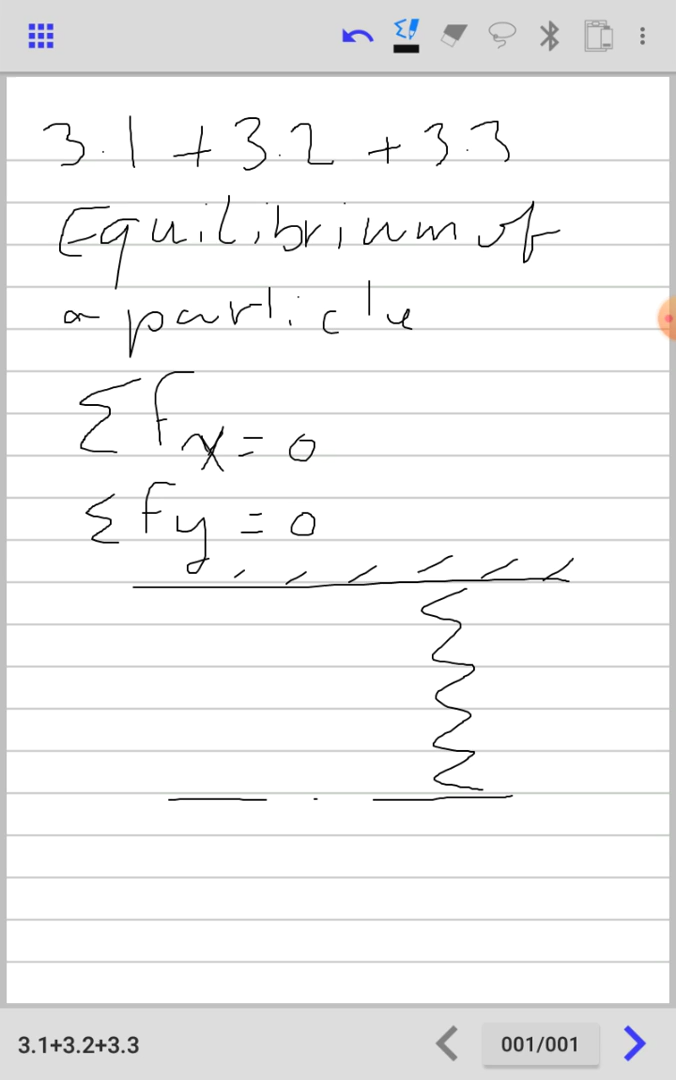 3.1 + 3.2 + 3.3
Equilibrium of
a particle
ΣFx = 0
Σfy = 0
3.1+3.2+3.3
001/001